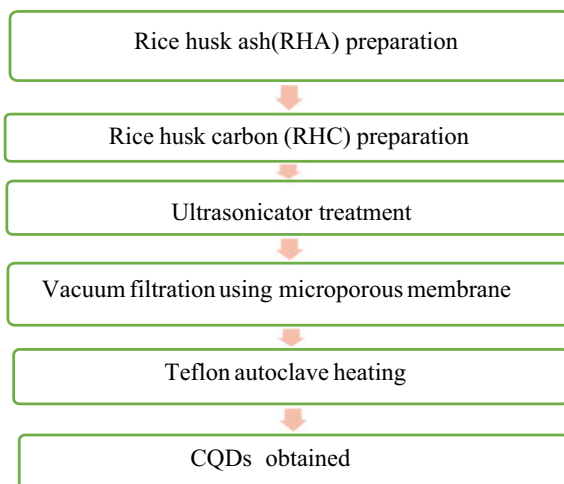 Rice husk ash(RHA) preparation
Rice husk carbon (RHC) preparation
Ultrasonicator treatment
Vacuum filtration using microporous membrane
Teflon autoclave heating
CQDs obtained